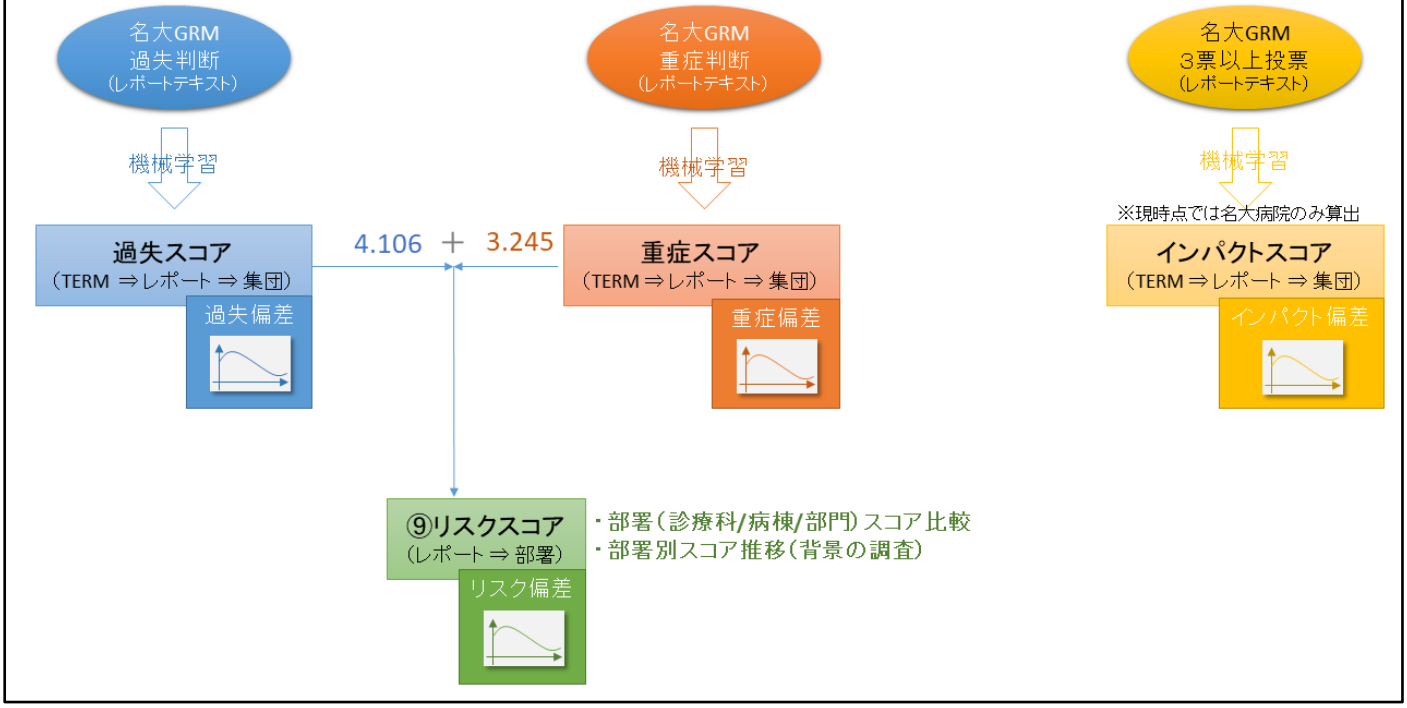 名大GRM
過失判断
(レポートテキスト)
名大GRM
重症判断
(レポートテキスト)
名大GRM
3票以上投票
(レポートテキスト)
機械学習
機械学習
機械学習
※現時点では名大病院のみ算出
過失スコア
(TERM ⇒レポート ⇒ 集団)
4.106 + 3.245
重症スコア
(TERM ⇒レポート ⇒ 集団)
インパクトスコア
(TERM ⇒レポート ⇒ 集団)
過失偏差
重症偏差
インパクト偏差
⑨リスクスコア
(レポート ⇒ 部署)
・部署(診療科/病棟/部門)スコア比較
・部署別スコア推移(背景の調査)
リスク偏差